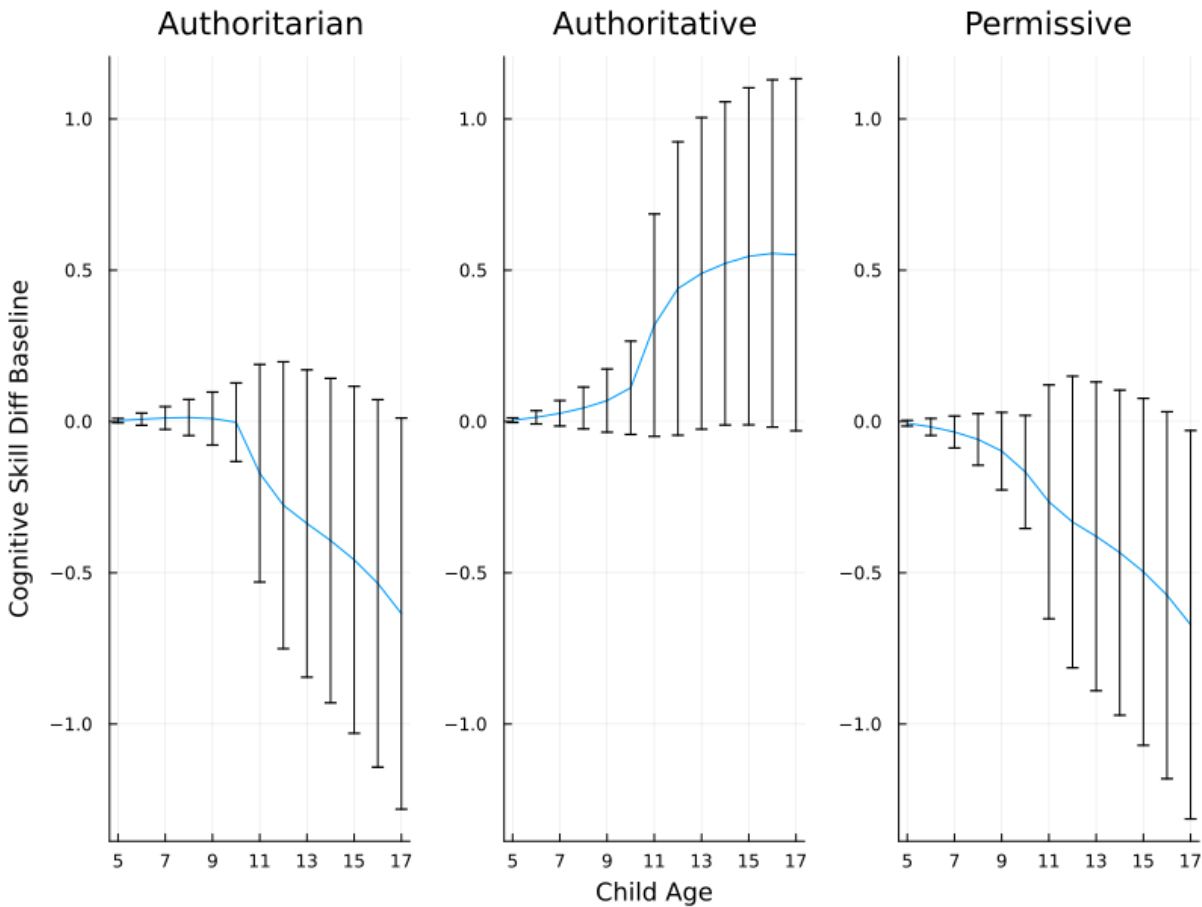 Authoritarian Authoritative Permissive
Cognitive Skill Diff Baseline
1.0 1.0 1.0
0.5 0.5 0.5
0.0 0.0 0.0
−0.5 −0.5 −0.5
−1.0 −1.0 −1.0
5 7 9 11 13 15 17 5 7 9 11 13 15 17 5 7 9 11 13 15 17
Child Age